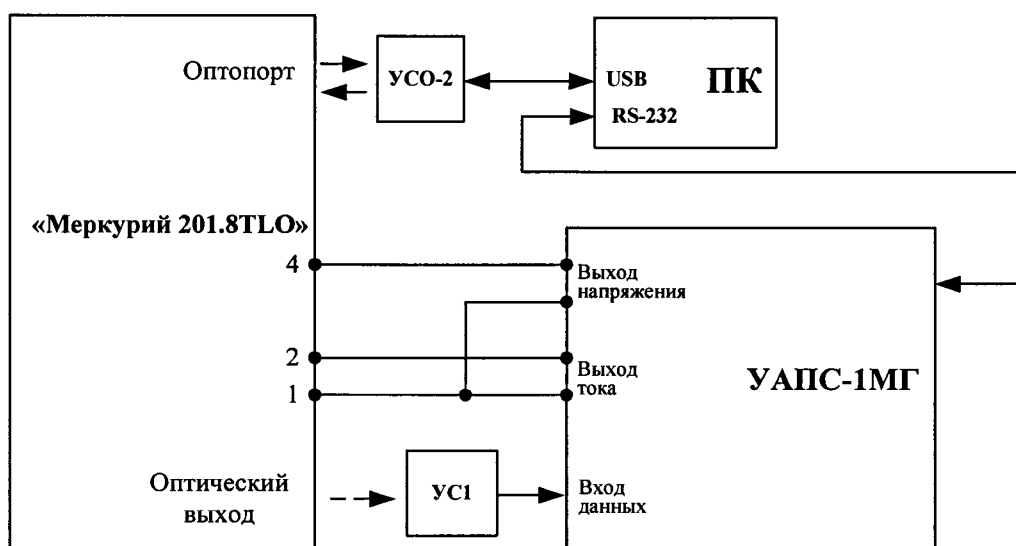 Оптопорт
УСО-2
USB
ПК
RS-232
«Меркурий 201.8TLO»
4
Выход
напряжения
2
Выход
тока
1
УАПС-1МГ
Оптический
выход
УС1
Вход
данных